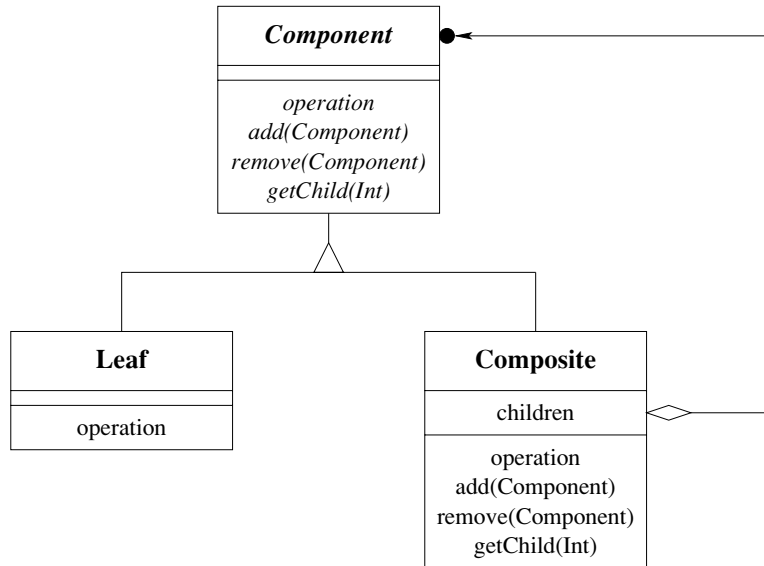 Component
operation
add(Component)
remove(Component)
getChild(Int)
Leaf
operation
Composite
children
operation
add(Component)
remove(Component)
getChild(Int)